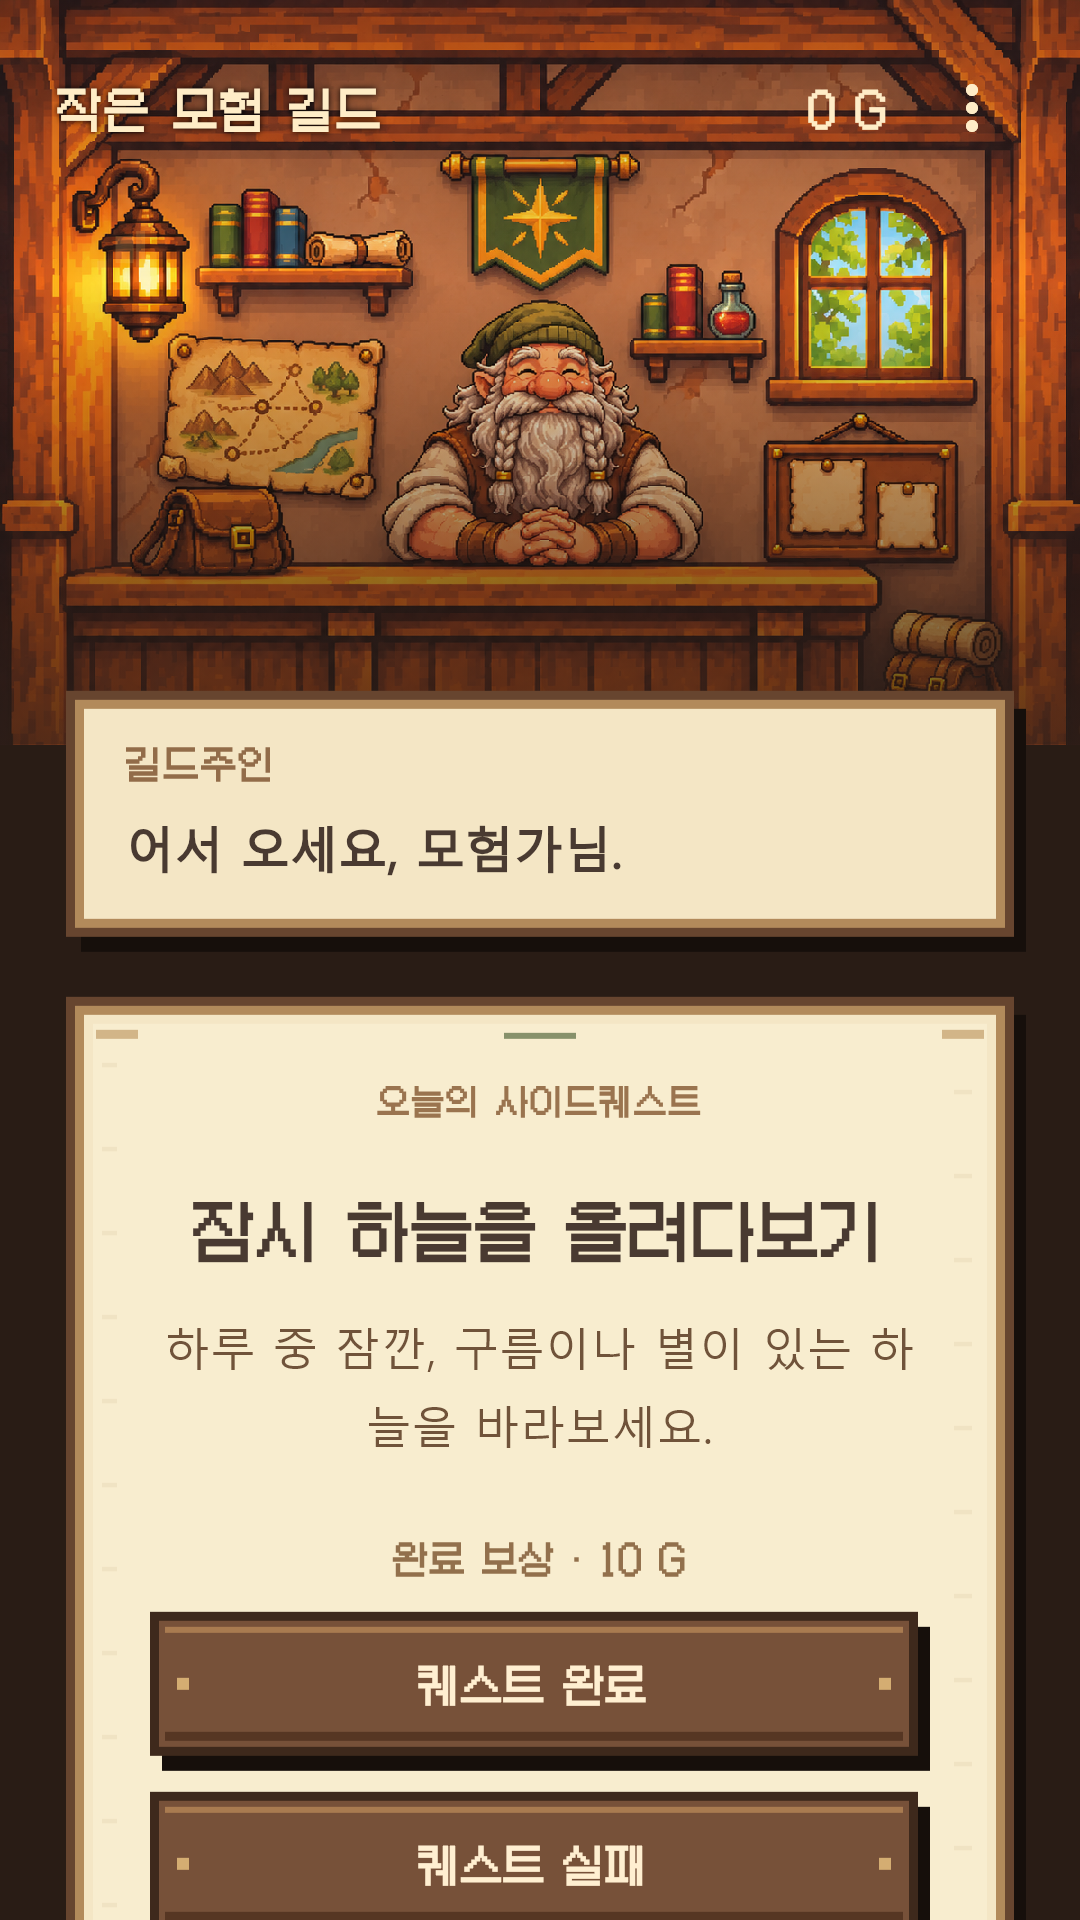 작은 모험 길드
0 G
길드주인
어서 오세요, 모험가님.
오늘의 사이드퀘스트
잠시 하늘을 올려다보기
하루 중 잠깐, 구름이나 별이 있는 하
늘을 바라보세요.
완료 보상 · 10 G
퀘스트 완료
퀘스트 실패